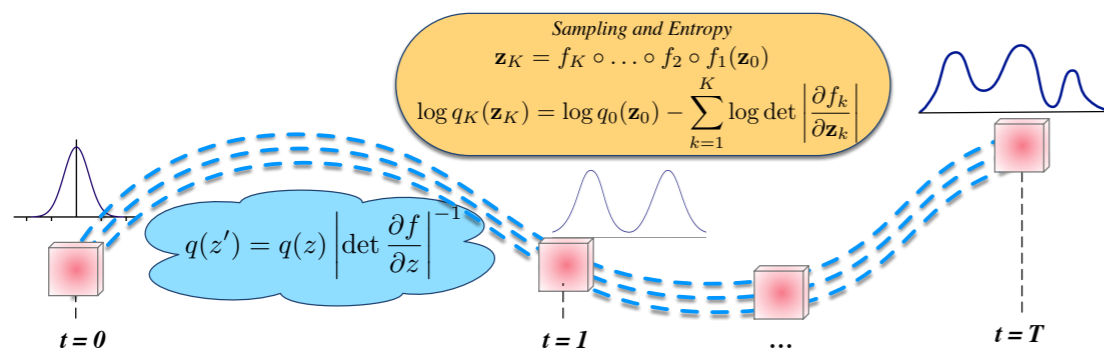 Sampling and Entropy
𝐳_K = f_K ∘ … ∘ f_2 ∘ f_1(𝐳_0)
log q_K(𝐳_K) = log q_0(𝐳_0) − ∑_{k=1}^{K} log det |∂f_k/∂𝐳_k|
q(z′) = q(z) |det ∂f/∂z|^{−1}
t = 0
t = 1
...
t = T